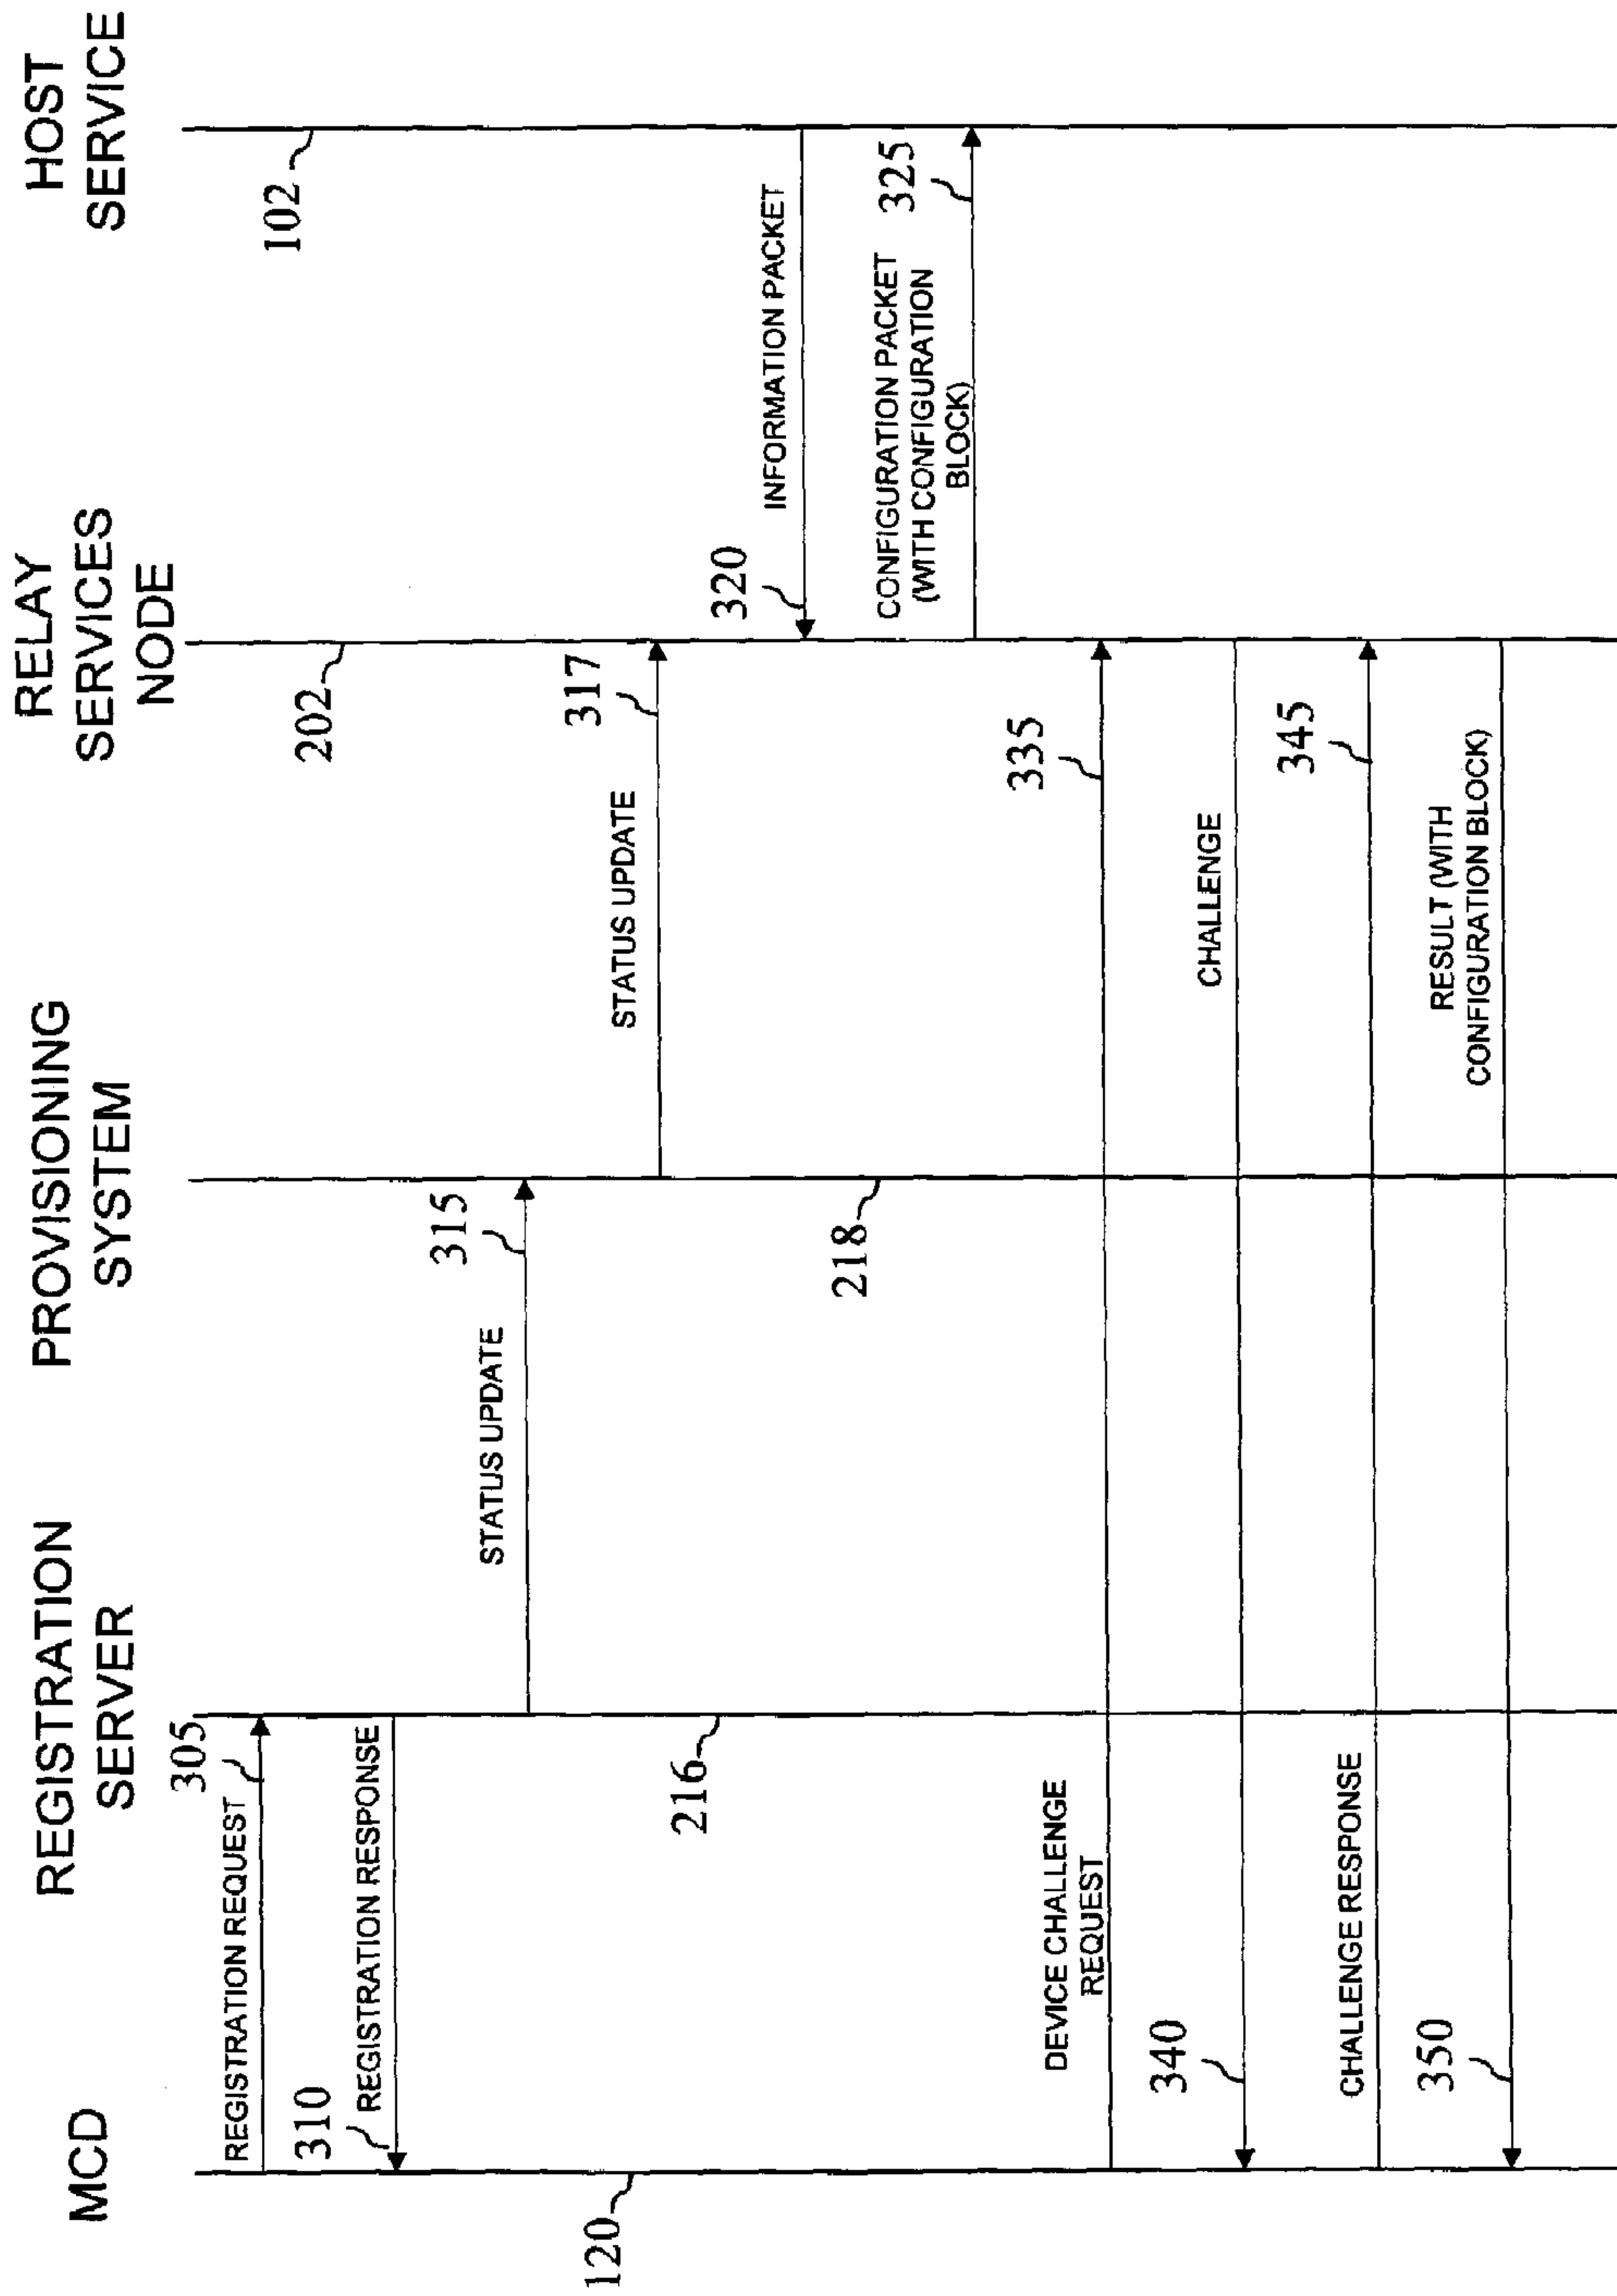 MCD
REGISTRATION
SERVER
PROVISIONING
SYSTEM
RELAY
SERVICES
NODE
HOST
SERVICE
REGISTRATION REQUEST
305
202
102
310
REGISTRATION RESPONSE
STATUS UPDATE
315
STATUS UPDATE
317
120
216
218
320
INFORMATION PACKET
CONFIGURATION PACKET
(WITH CONFIGURATION
BLOCK)
325
DEVICE CHALLENGE
REQUEST
335
340
CHALLENGE
CHALLENGE RESPONSE
345
350
RESULT (WITH
CONFIGURATION BLOCK)